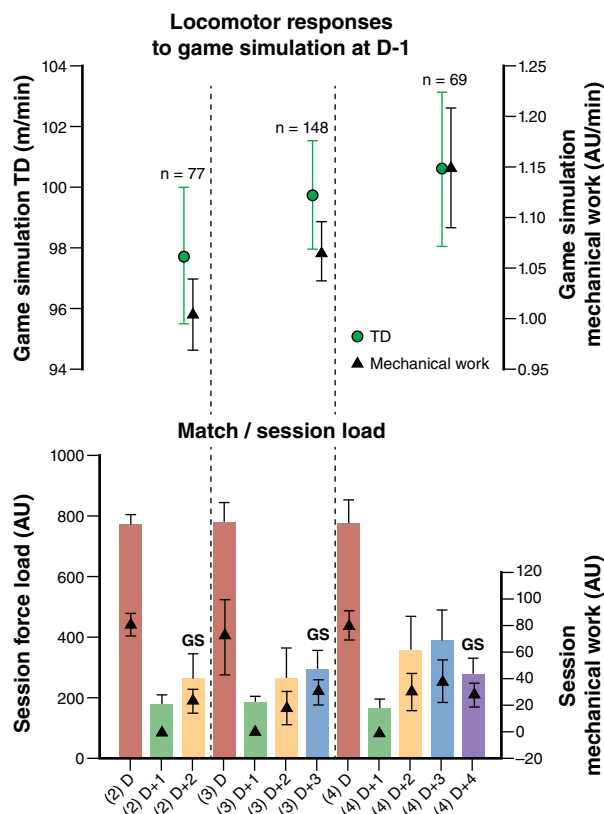 Locomotor responses
to game simulation at D-1
Game simulation TD (m/min)
104
102
100
98
96
94
n = 77
n = 148
n = 69
TD
Mechanical work
1.25
1.20
1.15
1.10
1.05
1.00
0.95
Game simulation
mechanical work (AU/min)
Match / session load
Session force load (AU)
1000
800
600
400
200
0
GS
GS
GS
120
100
80
60
40
20
0
−20
Session
mechanical work (AU)
(2) D
(2) D+1
(2) D+2
(3) D
(3) D+1
(3) D+2
(3) D+3
(4) D
(4) D+1
(4) D+2
(4) D+3
(4) D+4